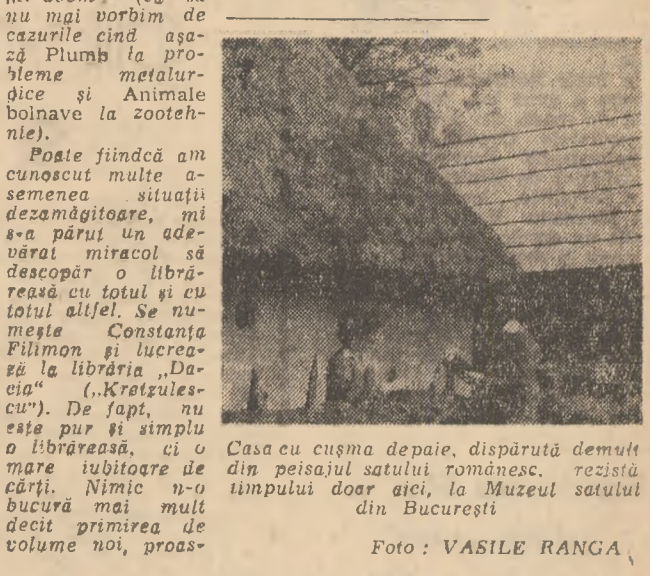 nu mai vorbim de
cazurile cind așa-
ză Plumb la pro-
bleme metalur-
gice și Animale
bolnave la zooteh-
nie).
Poate fiindcă am
cunoscut multe a-
semenea situații
dezamăgitoare, mi
s-a părut un ade-
vărat miracol să
descopăr o libră-
reasă cu totul și cu
totul altfel. Se nu-
mește Constanța
Filimon și lucrea-
ză la librăria „Da-
cia“ („Kretzules-
cu“). De fapt, nu
este pur și simplu
o librăreasă, ci o
mare iubitoare de
cărți. Nimic n-o
bucură mai mult
decit primirea de
volume noi, proas-
Casa cu cușma depaie, dispărută demult
din peisajul satului românesc, rezistă
timpului doar aici, la Muzeul satului
din București
Foto : VASILE RANGA